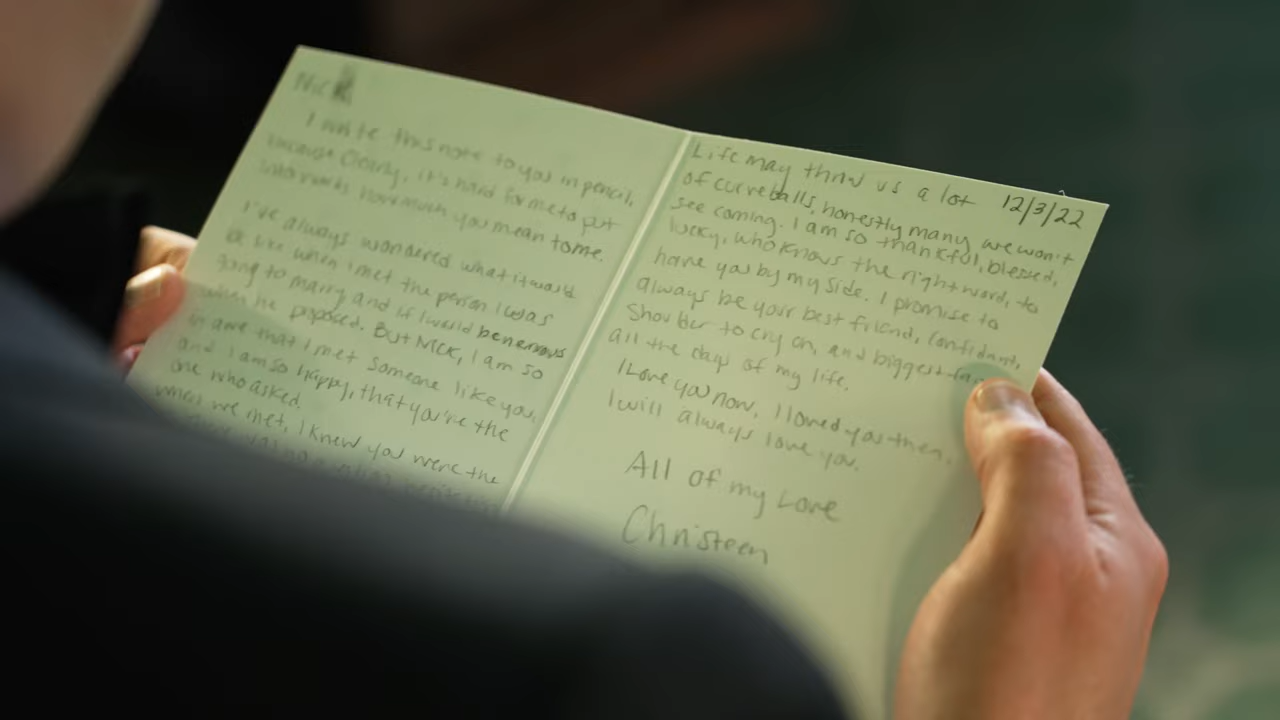 Nick
I write this note to you in pencil,
because clearly, it's hard for me to put
into words how much you mean to me.
I've always wondered what it would
be like when I met the person I was
going to marry and if I would be nervous
when he proposed. But Nick, I am so
in awe that I met someone like you,
and I am so happy, that you're the
one who asked.
when we met, I knew you were the
12/3/22
Life may throw us a lot
of curveballs, honestly many we won't
see coming. I am so thankful, blessed,
lucky, who knows the right word, to
have you by my side. I promise to
always be your best friend, confidant,
shoulder to cry on, and biggest fan
all the days of my life.
I love you now, I loved you then,
I will always love you.
All of my Love
Christeen